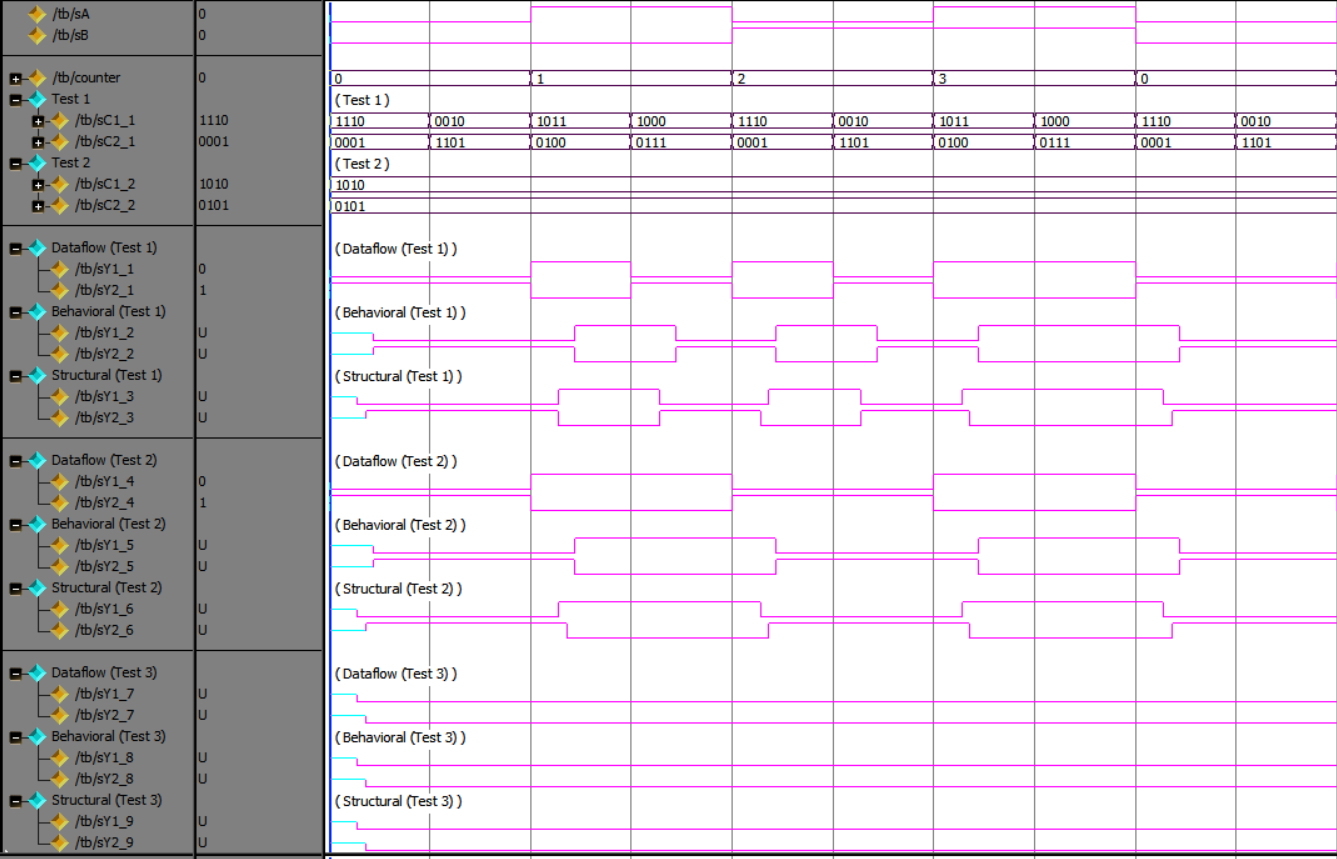 /tb/sA 0
/tb/sB 0
/tb/counter 0 0 1 2 3 0
Test 1 ( Test 1 )
/tb/sC1_1 1110 1110 0010 1011 1000 1110 0010 1011 1000 1110 0010
/tb/sC2_1 0001 0001 1101 0100 0111 0001 1101 0100 0111 0001 1101
Test 2 ( Test 2 )
/tb/sC1_2 1010 1010
/tb/sC2_2 0101 0101
Dataflow (Test 1) ( Dataflow (Test 1) )
/tb/sY1_1 0
/tb/sY2_1 1
Behavioral (Test 1) ( Behavioral (Test 1) )
/tb/sY1_2 U
/tb/sY2_2 U
Structural (Test 1) ( Structural (Test 1) )
/tb/sY1_3 U
/tb/sY2_3 U
Dataflow (Test 2) ( Dataflow (Test 2) )
/tb/sY1_4 0
/tb/sY2_4 1
Behavioral (Test 2) ( Behavioral (Test 2) )
/tb/sY1_5 U
/tb/sY2_5 U
Structural (Test 2) ( Structural (Test 2) )
/tb/sY1_6 U
/tb/sY2_6 U
Dataflow (Test 3) ( Dataflow (Test 3) )
/tb/sY1_7 U
/tb/sY2_7 U
Behavioral (Test 3) ( Behavioral (Test 3) )
/tb/sY1_8 U
/tb/sY2_8 U
Structural (Test 3) ( Structural (Test 3) )
/tb/sY1_9 U
/tb/sY2_9 U